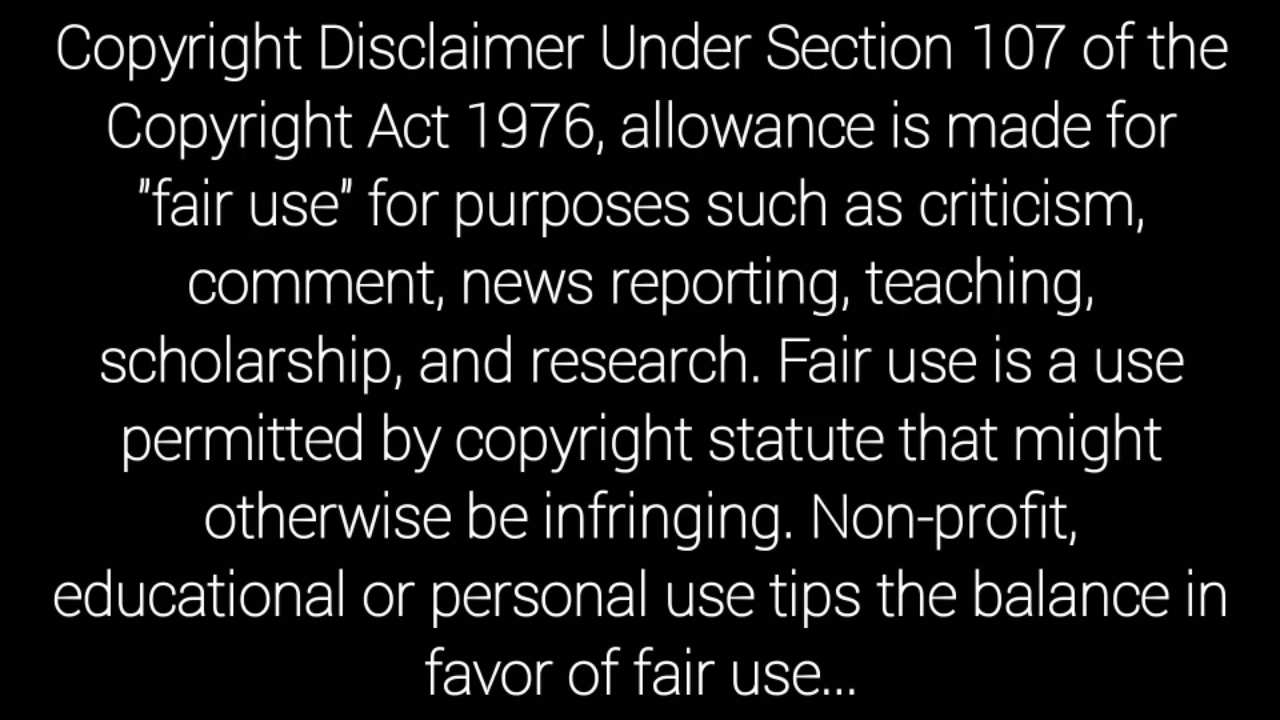 Copyright Disclaimer Under Section 107 of the
Copyright Act 1976, allowance is made for
"fair use" for purposes such as criticism,
comment, news reporting, teaching,
scholarship, and research. Fair use is a use
permitted by copyright statute that might
otherwise be infringing. Non-profit,
educational or personal use tips the balance in
favor of fair use...